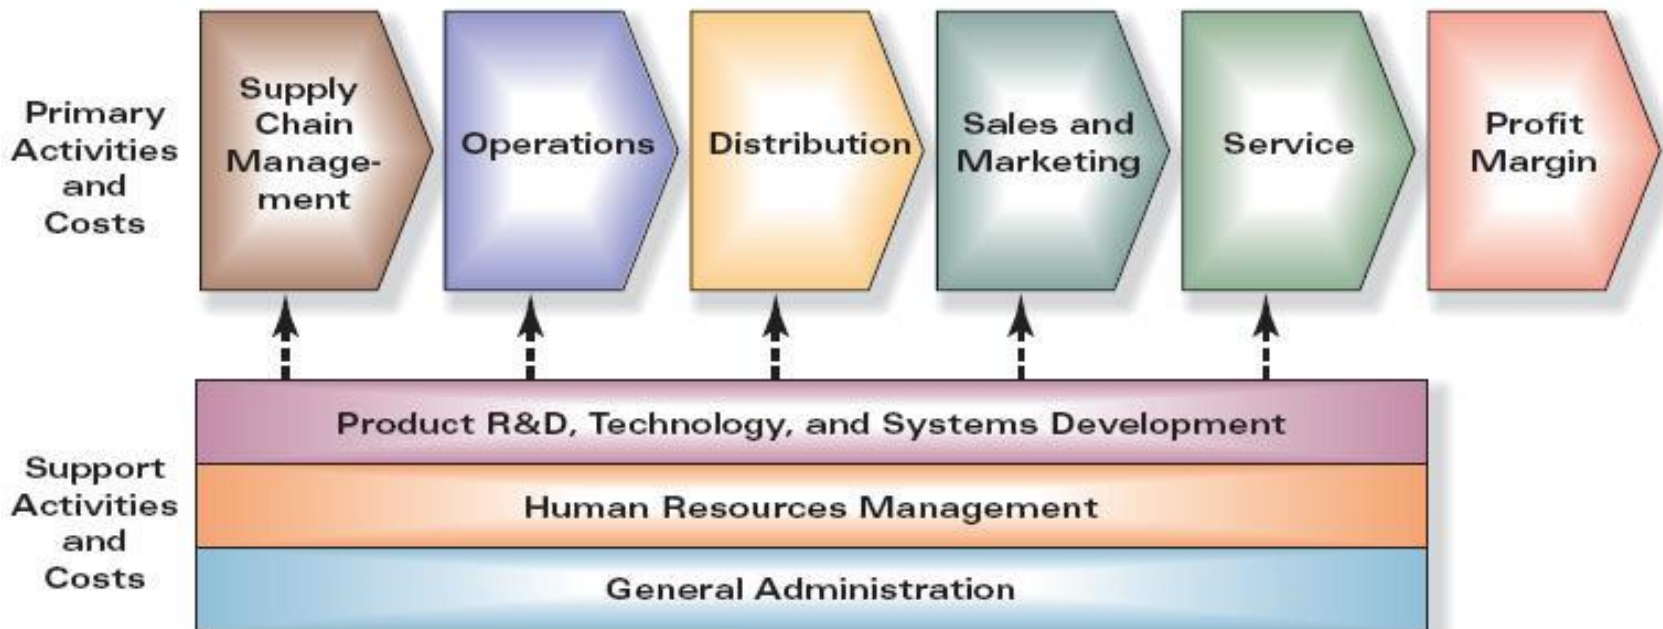 Primary
Activities
and
Costs
Supply
Chain
Manage-
ment
Operations
Distribution
Sales and
Marketing
Service
Profit
Margin
Support
Activities
and
Costs
Product R&D, Technology, and Systems Development
Human Resources Management
General Administration